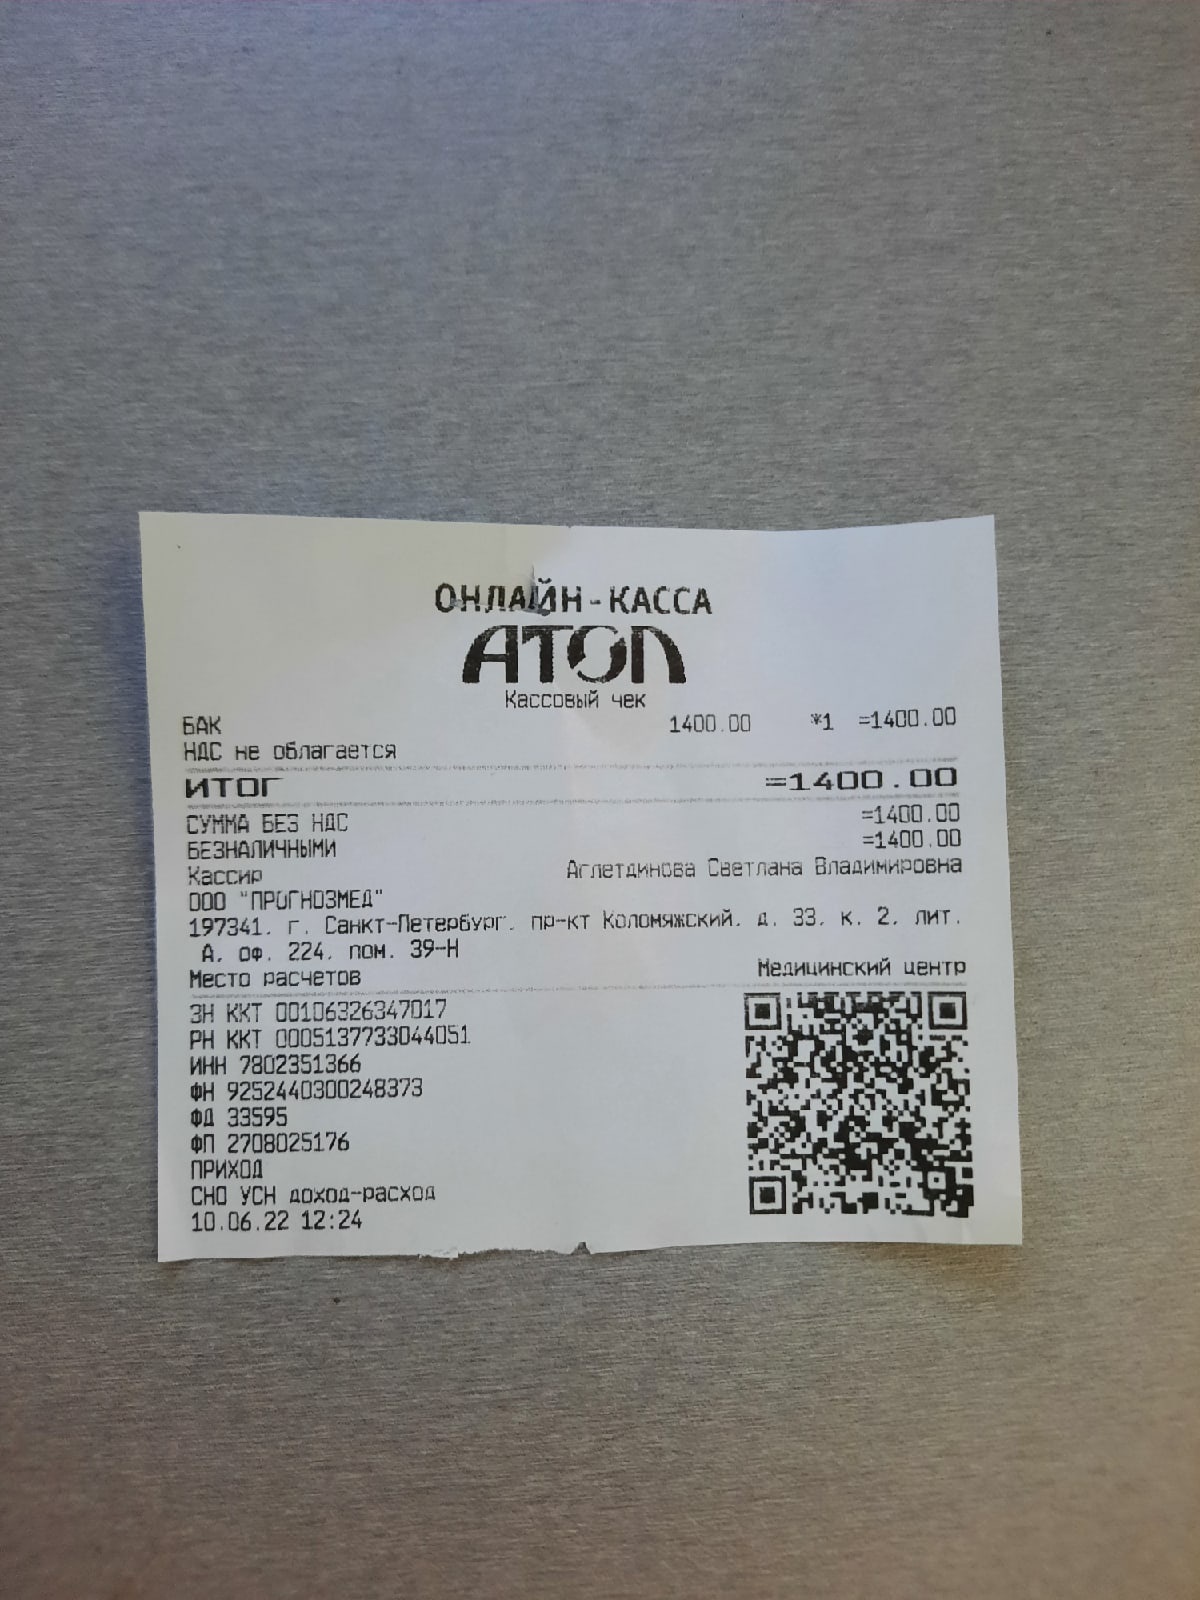 ОНЛАЙН-КАССА
АТОЛ
Кассовый чек
БАК 1400.00 *1 =1400.00
НДС не облагается
ИТОГ =1400.00
СУММА БЕЗ НДС =1400.00
БЕЗНАЛИЧНЫМИ =1400.00
Кассир Аглетдинова Светлана Владимировна
ООО "ПРОГНОЗМЕД"
197341, г. Санкт-Петербург, пр-кт Коломяжский, д. 33, к. 2, лит.
А, оф. 224, пом. 39-Н
Место расчетов Медицинский центр
ЗН ККТ 00106326347017
РН ККТ 0005137733044051
ИНН 7802351366
ФН 9252440300248373
ФД 33595
ФП 2708025176
ПРИХОД
СНО УСН доход-расход
10.06.22 12:24